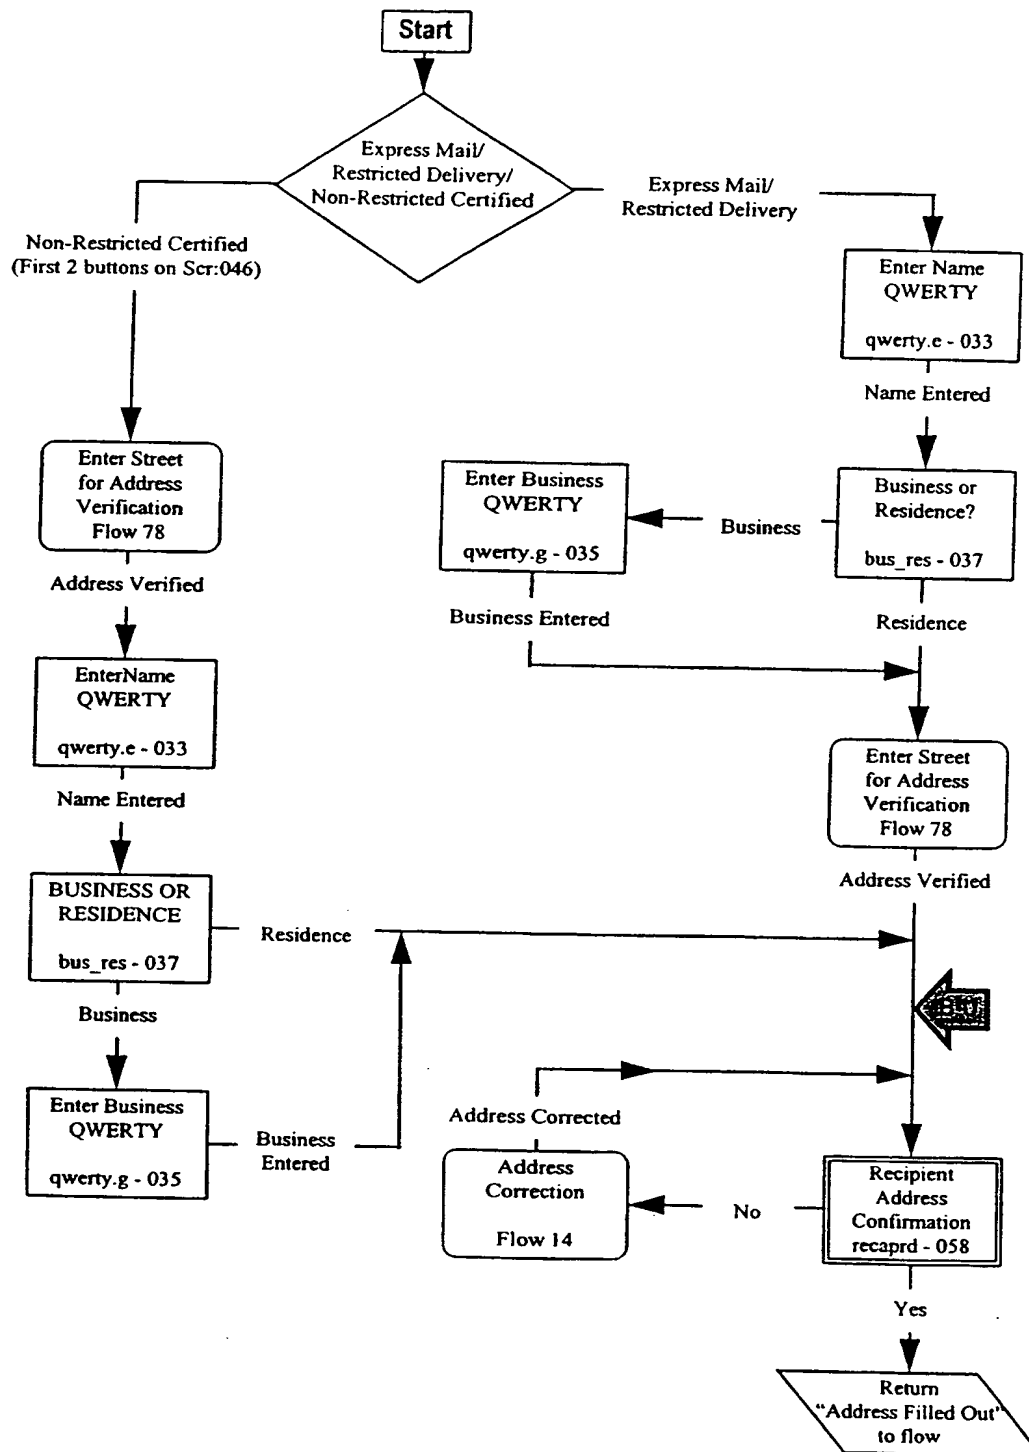 Start
Express Mail/
Restricted Delivery/
Non-Restricted Certified
Express Mail/
Restricted Delivery
Non-Restricted Certified
(First 2 buttons on Scr:046)
Enter Name
QWERTY
qwerty.e - 033
Name Entered
Enter Street
for Address
Verification
Flow 78
Enter Business
QWERTY
qwerty.g - 035
Business
Business or
Residence?
bus_res - 037
Address Verified
Business Entered
Residence
EnterName
QWERTY
qwerty.e - 033
Enter Street
for Address
Verification
Flow 78
Name Entered
Address Verified
BUSINESS OR
RESIDENCE
bus_res - 037
Residence
Business
Enter Business
QWERTY
qwerty.g - 035
Business
Entered
Address Corrected
Address
Correction
Flow 14
No
Recipient
Address
Confirmation
recaprd - 058
Yes
Return
"Address Filled Out"
to flow